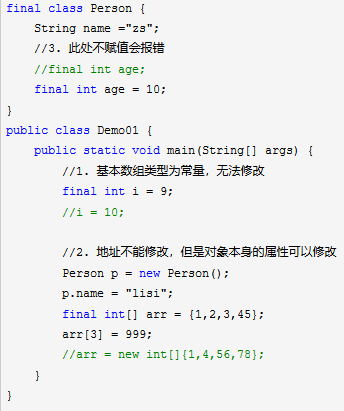 final class Person {
    String name ="zs";
    //3. 此处不赋值会报错
    //final int age;
    final int age = 10;
}
public class Demo01 {
    public static void main(String[] args) {
        //1. 基本数组类型为常量，无法修改
        final int i = 9;
        //i = 10;

        //2. 地址不能修改，但是对象本身的属性可以修改
        Person p = new Person();
        p.name = "lisi";
        final int[] arr = {1,2,3,45};
        arr[3] = 999;
        //arr = new int[]{1,4,56,78};
    }
}